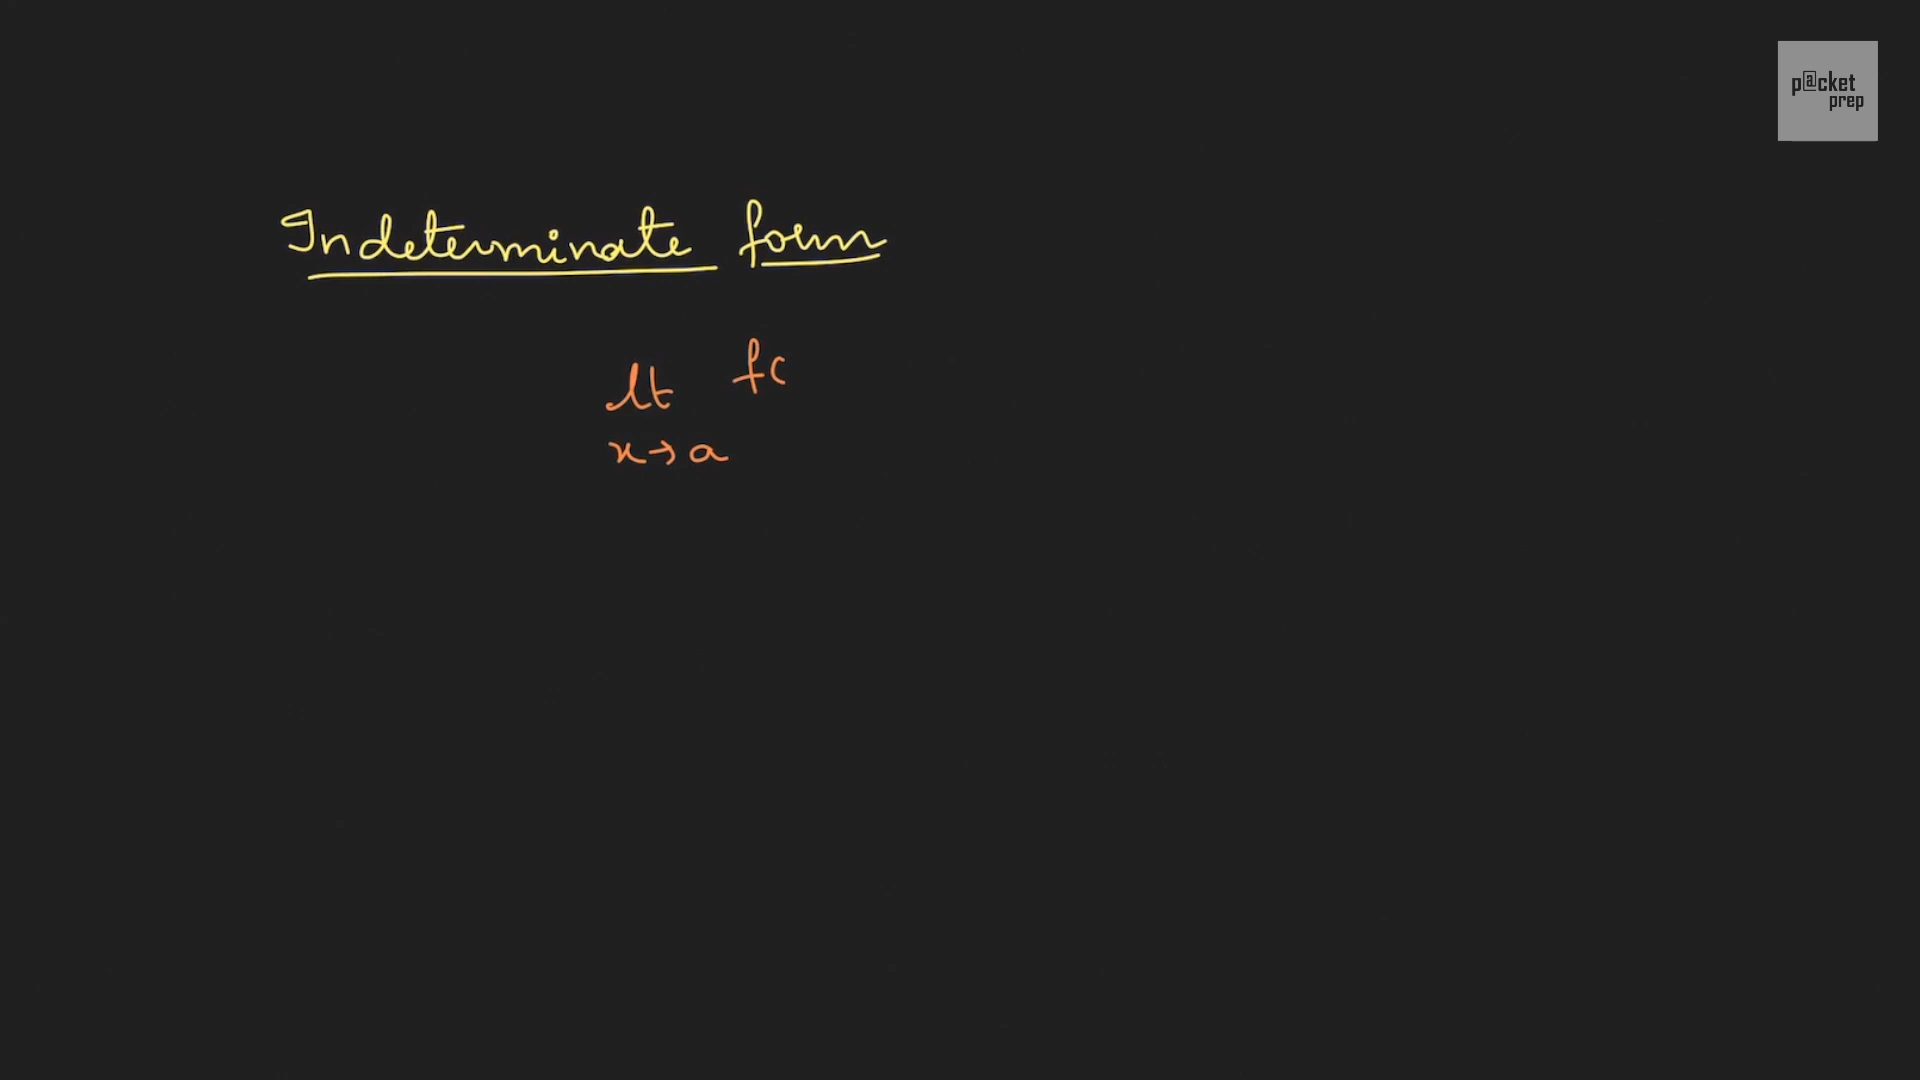 p@cket
prep
Indeterminate form
lt f(
x→a